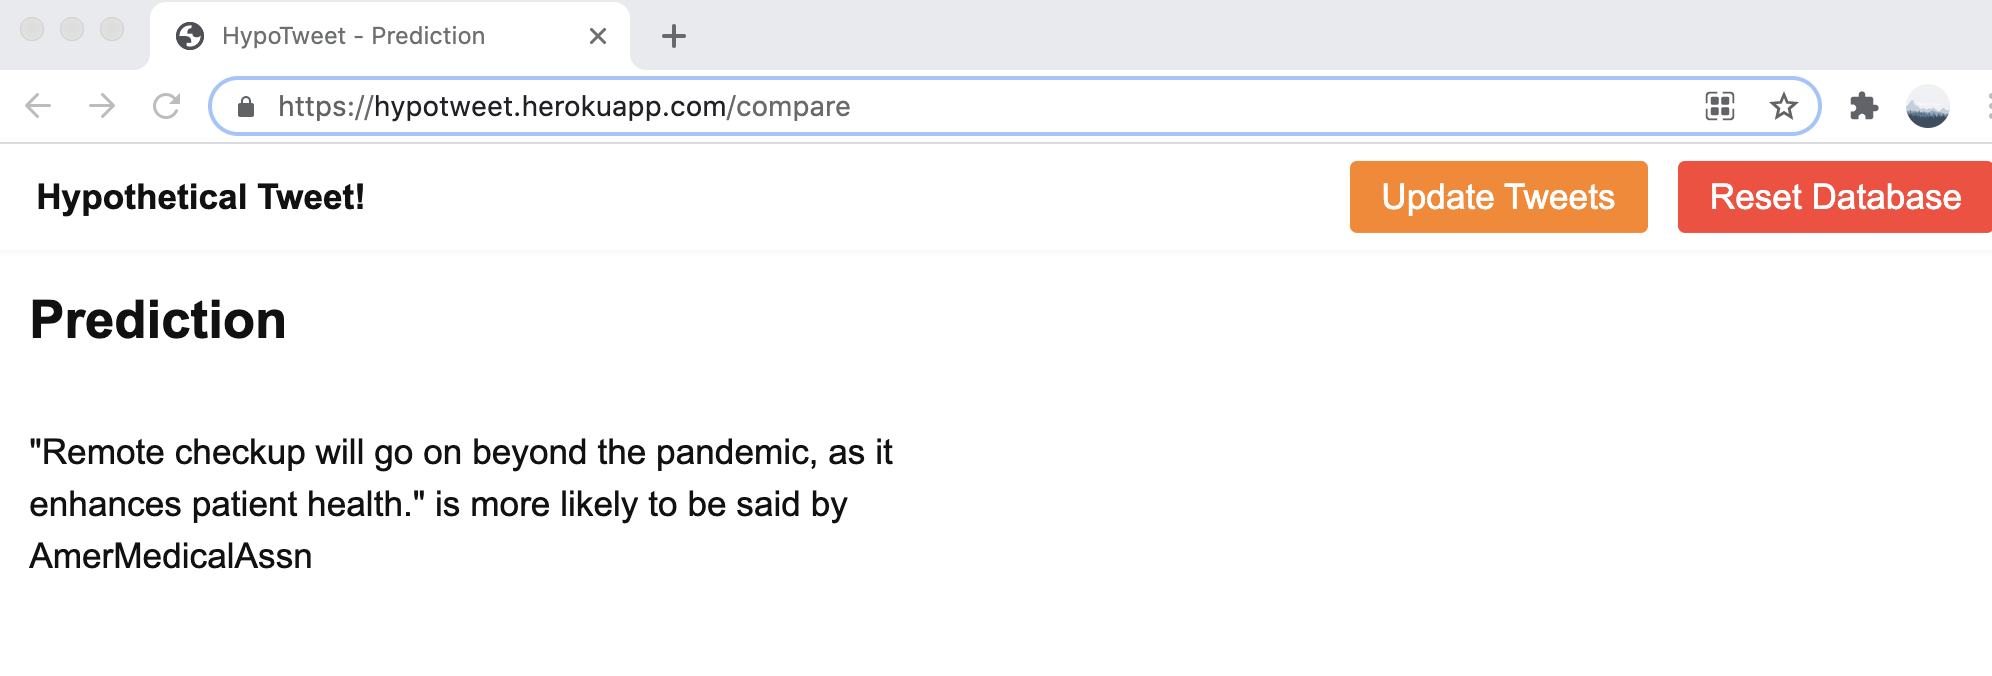 HypoTweet - Prediction
https://hypotweet.herokuapp.com/compare
Hypothetical Tweet!
Update Tweets
Reset Database
Prediction
"Remote checkup will go on beyond the pandemic, as it
enhances patient health." is more likely to be said by
AmerMedicalAssn